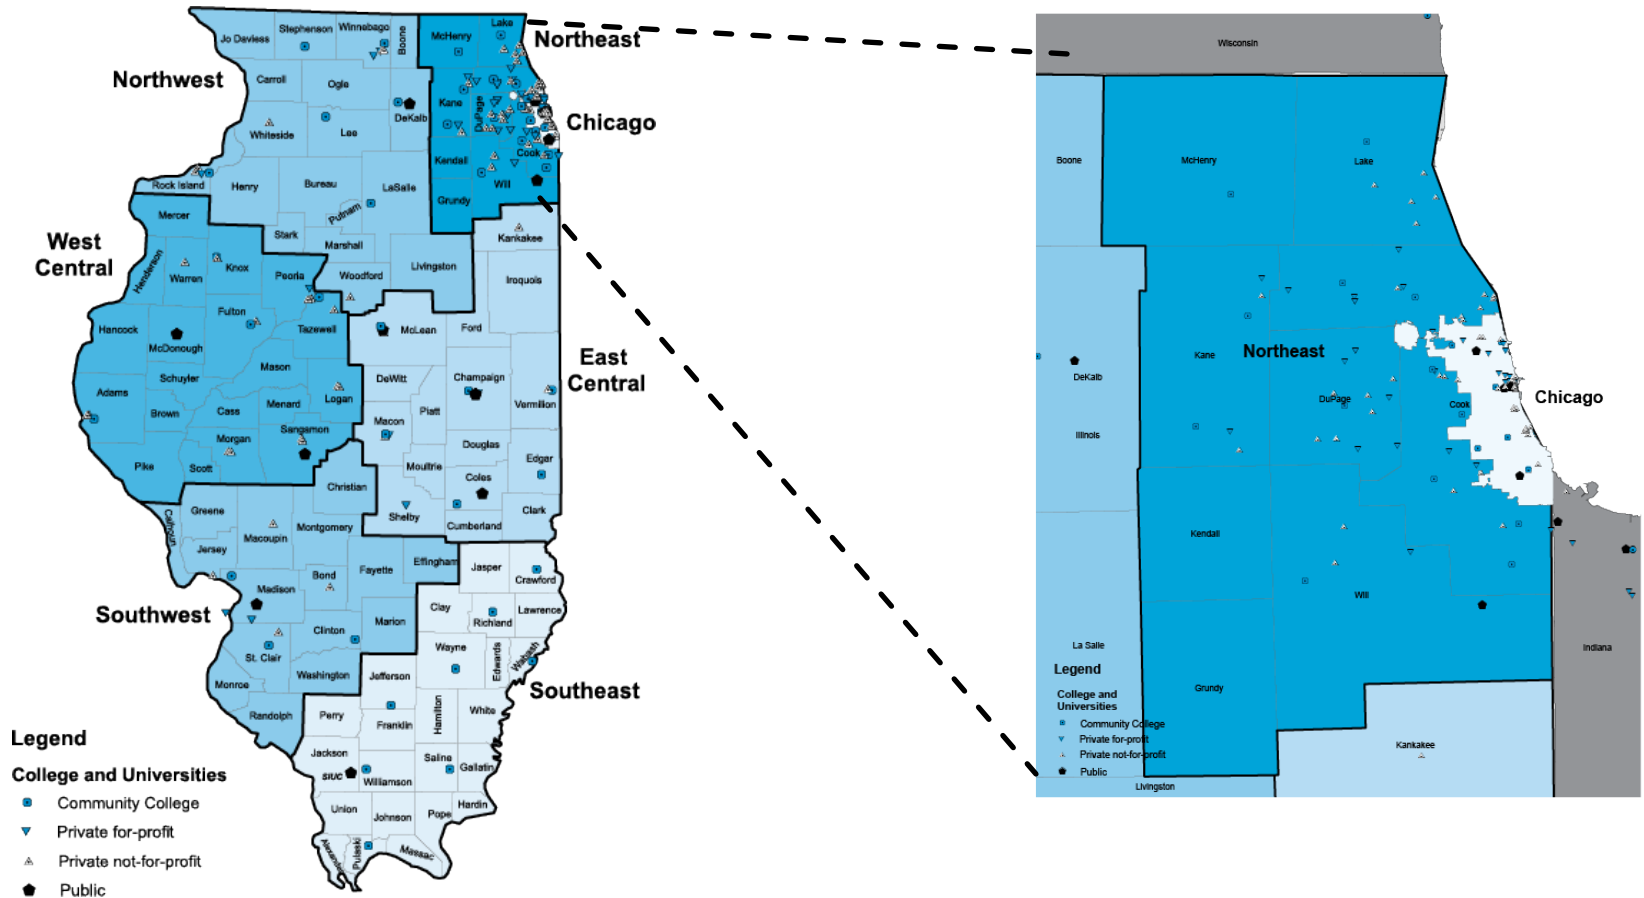 Jo Daviess
Stephenson
Winnebago
Boone
McHenry
Lake
Northeast
Northwest
Carroll
Ogle
Kane
DuPage
DeKalb
Chicago
Whiteside
Lee
Cook
Kendall
Rock Island
Henry
Bureau
LaSalle
Will
Putnam
Grundy
Mercer
Stark
Marshall
Kankakee
West
Central
Henderson
Warren
Knox
Peoria
Woodford
Livingston
Iroquois
Fulton
Hancock
Tazewell
McLean
Ford
McDonough
East
Central
Mason
Schuyler
DeWitt
Champaign
Adams
Logan
Vermillion
Brown
Cass
Menard
Piatt
Macon
Sangamon
Morgan
Douglas
Pike
Scott
Moultrie
Edgar
Christian
Coles
Greene
Shelby
Clark
Calhoun
Macoupin
Montgomery
Cumberland
Jersey
Fayette
Effingham
Jasper
Bond
Crawford
Madison
Southwest
Clay
Lawrence
Marion
Richland
Clinton
St. Clair
Wayne
Edwards
Wabash
Washington
Jefferson
Monroe
Southeast
Randolph
Perry
Hamilton
White
Franklin
Jackson
Saline
Gallatin
SIUC
Williamson
Union
Johnson
Pope
Hardin
Alexander
Pulaski
Massac
Legend
College and Universities
Community College
Private for-profit
Private not-for-profit
Public
Wisconsin
Boone
McHenry
Lake
Kane
Northeast
DeKalb
DuPage
Cook
Chicago
Illinois
Kendall
Will
La Salle
Indiana
Legend
Grundy
College and
Universities
Community College
Private for-profit
Private not-for-profit
Public
Kankakee
Livingston